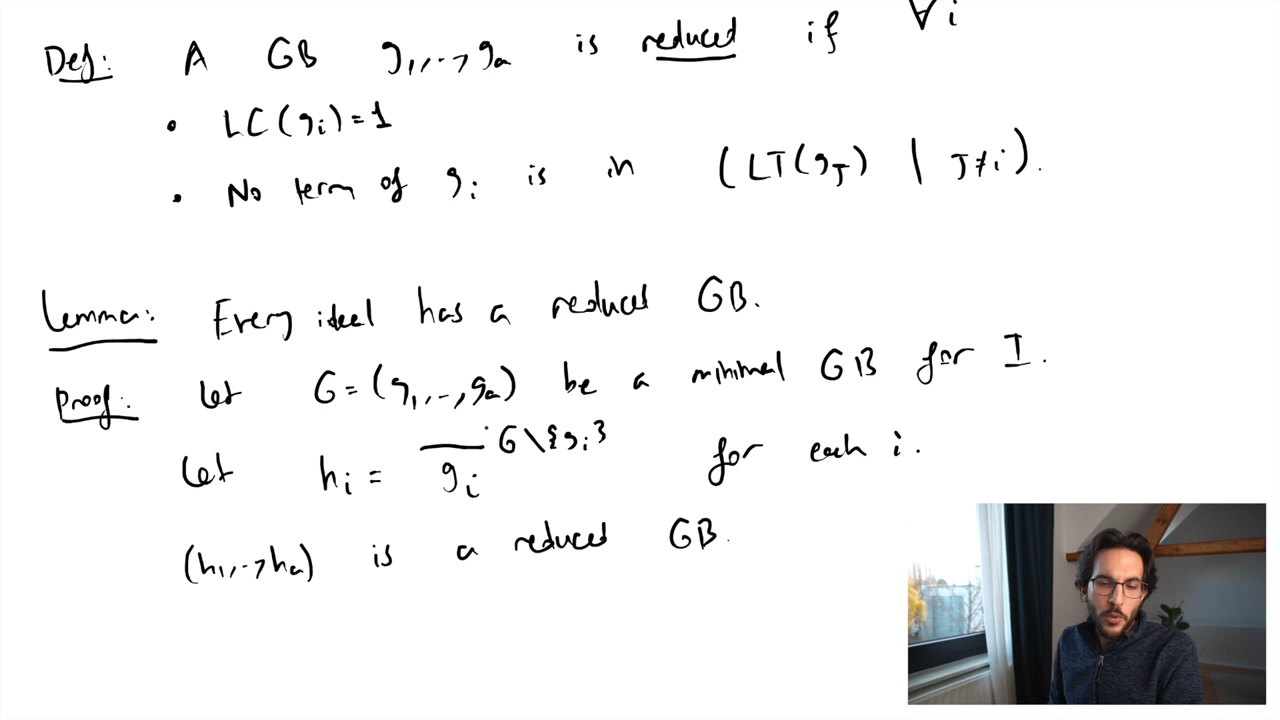 Def: A GB g₁,..,gₐ is reduced if ∀i
• LC(gᵢ)=1
• No term of gᵢ is in (LT(g_J) | J≠i).
Lemma: Every ideal has a reduced GB.
Proof: Let G=(g₁,..,gₐ) be a minimal GB for I.
Let hᵢ = \overline{gᵢ}^{G\{gᵢ}} for each i.
(h₁,..,hₐ) is a reduced GB.